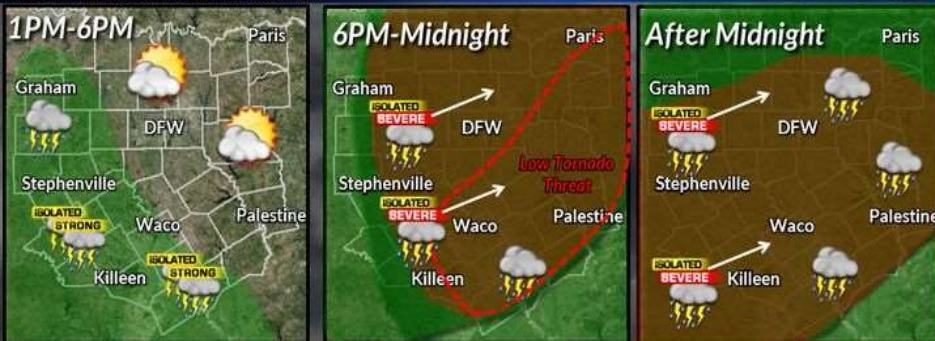 1PM-6PM
Paris
Graham
DFW
Stephenville
ISOLATED
STRONG
Waco
Palestine
ISOLATED
STRONG
Killeen
6PM-Midnight
Paris
Graham
ISOLATED
SEVERE
DFW
Low Tornado
Threat
Stephenville
ISOLATED
SEVERE
Waco
Palestine
Killeen
After Midnight
Paris
Graham
ISOLATED
SEVERE
DFW
Stephenville
Waco
Palestine
ISOLATED
SEVERE
Killeen